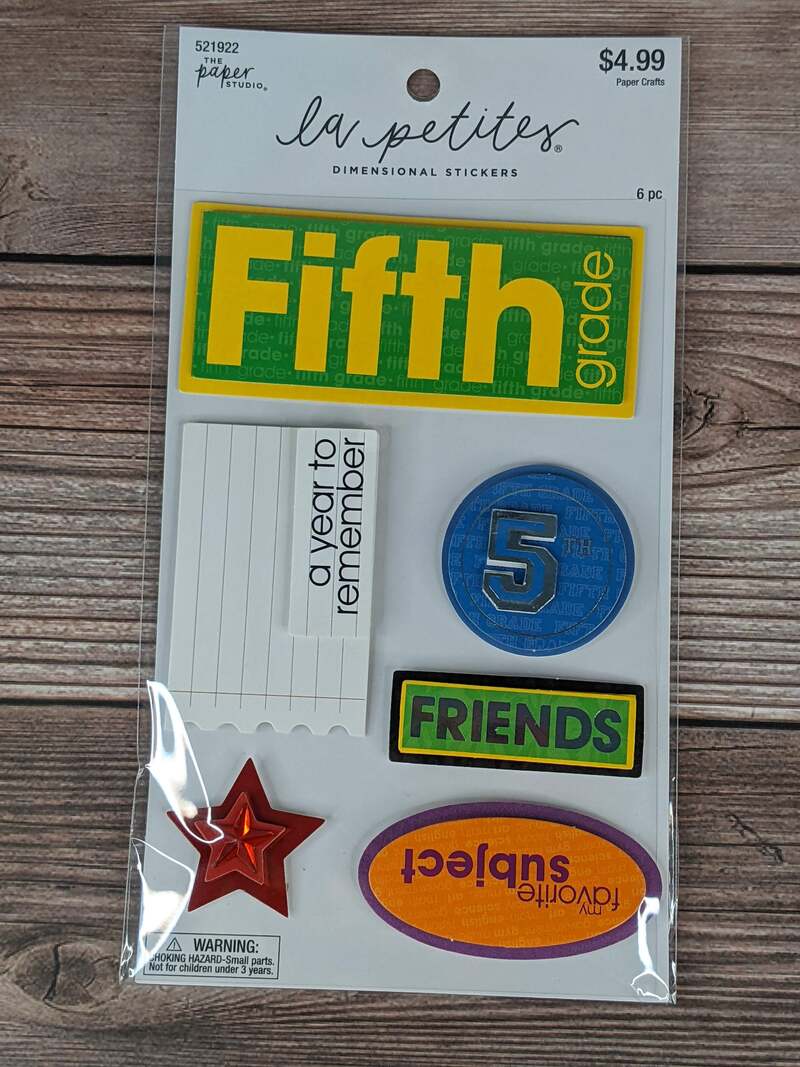 521922
THE
paper
STUDIO®
$4.99
Paper Crafts
la petites®
DIMENSIONAL STICKERS
6 pc
Fifth
grade
a year to
remember
5TH
FRIENDS
my
favorite
subject
WARNING:
CHOKING HAZARD-Small parts.
Not for children under 3 years.